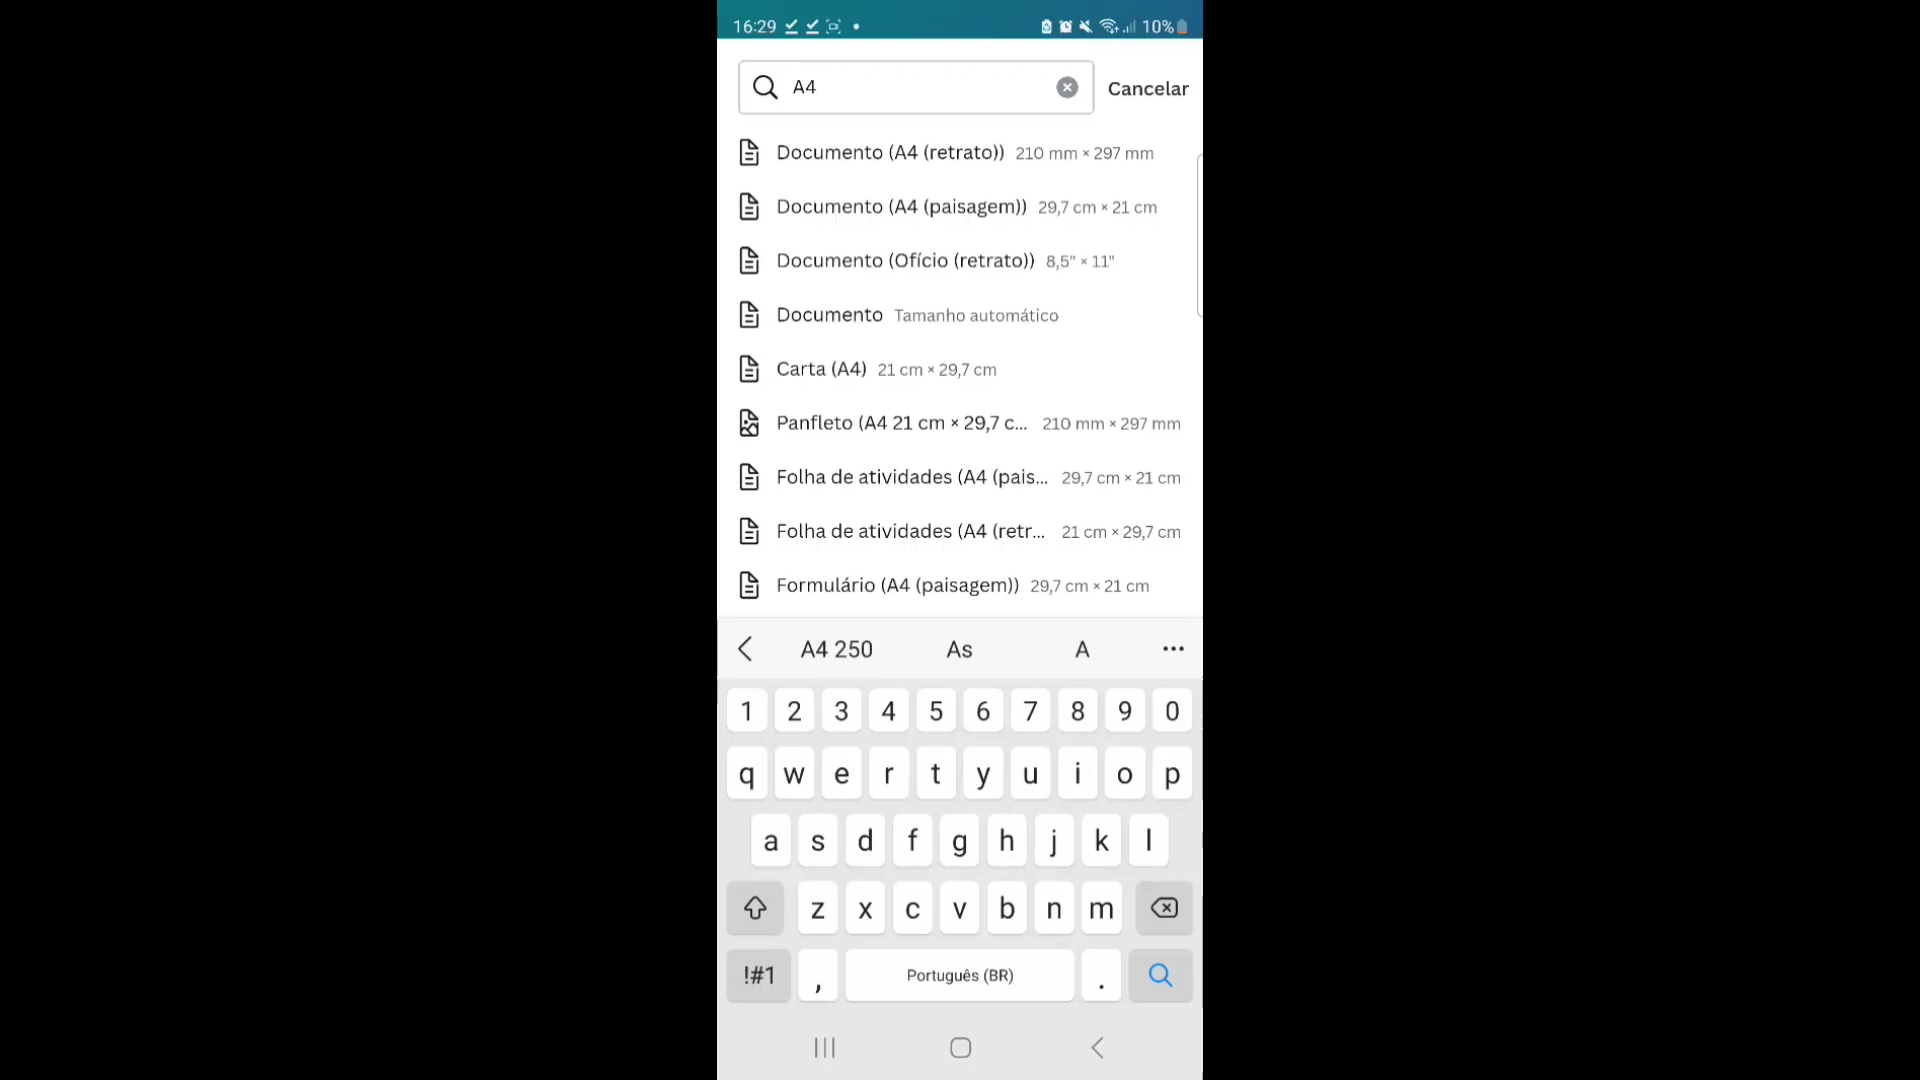 16:29 10%
A4 Cancelar
Documento (A4 (retrato)) 210 mm × 297 mm
Documento (A4 (paisagem)) 29,7 cm × 21 cm
Documento (Ofício (retrato)) 8,5" × 11"
Documento Tamanho automático
Carta (A4) 21 cm × 29,7 cm
Panfleto (A4 21 cm × 29,7 c... 210 mm × 297 mm
Folha de atividades (A4 (pais... 29,7 cm × 21 cm
Folha de atividades (A4 (retr... 21 cm × 29,7 cm
Formulário (A4 (paisagem)) 29,7 cm × 21 cm
A4 250 As A ...
1 2 3 4 5 6 7 8 9 0
q w e r t y u i o p
a s d f g h j k l
z x c v b n m
!#1 , Português (BR) .